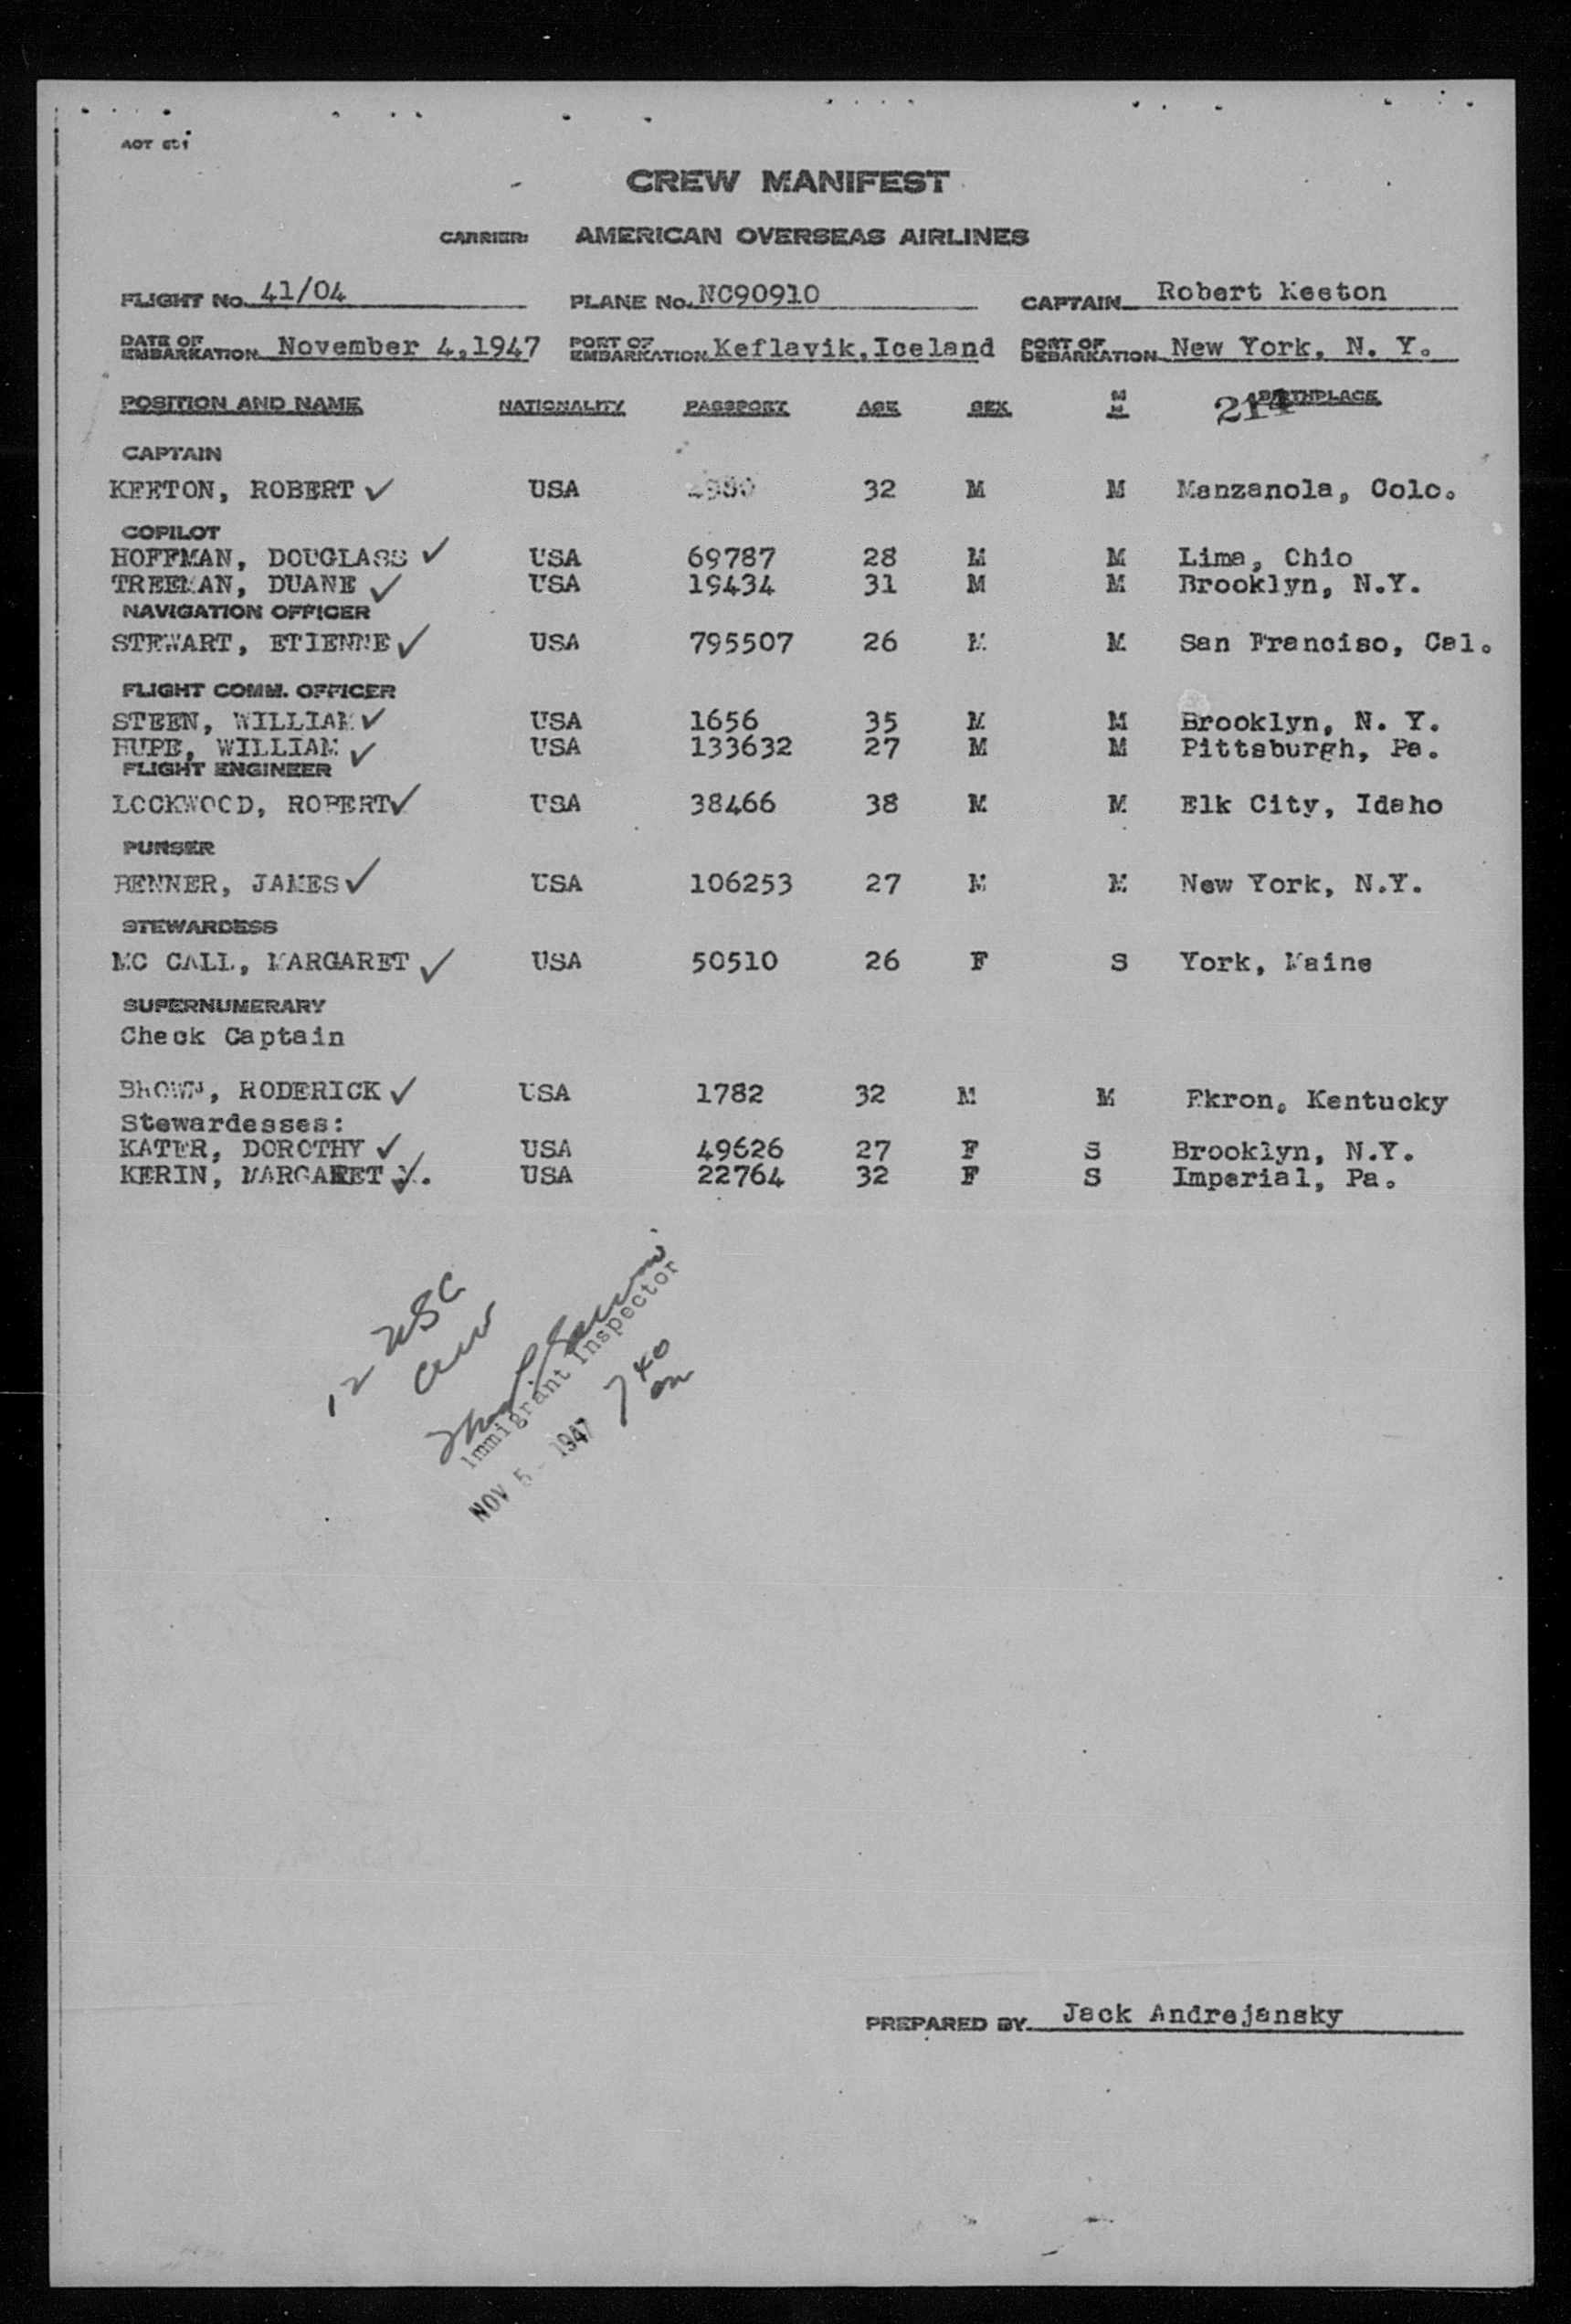 CREW MANIFEST
CARRIER: AMERICAN OVERSEAS AIRLINES
FLIGHT No. 41/04 PLANE No. NC90910 CAPTAIN Robert Keeton
DATE OF EMBARKATION November 4,1947 PORT OF EMBARKATION Keflavik,Iceland PORT OF DEBARKATION New York, N. Y.
POSITION AND NAME NATIONALITY PASSPORT AGE SEX BIRTHPLACE
214
CAPTAIN
KEETON, ROBERT ✓ USA 32 M M Manzanola, Colo.
COPILOT
HOFFMAN, DOUGLASS ✓ USA 69787 28 M M Lima, Ohio
TREEMAN, DUANE ✓ USA 19434 31 M M Brooklyn, N.Y.
NAVIGATION OFFICER
STEWART, ETIENNE ✓ USA 795507 26 M M San Franciso, Cal.
FLIGHT COMM. OFFICER
STEEN, WILLIAM ✓ USA 1656 35 M M Brooklyn, N. Y.
HUPE, WILLIAM ✓ USA 133632 27 M M Pittsburgh, Pa.
FLIGHT ENGINEER
LOCKWOOD, ROBERT ✓ USA 38466 38 M M Elk City, Idaho
PURSER
BENNER, JAMES ✓ USA 106253 27 M M New York, N.Y.
STEWARDESS
MC CALL, MARGARET ✓ USA 50510 26 F S York, Maine
SUPERNUMERARY
Check Captain
BROWN, RODERICK ✓ USA 1782 32 M M Ekron, Kentucky
Stewardesses:
KATER, DOROTHY ✓ USA 49626 27 F S Brooklyn, N.Y.
KERIN, MARGARET ✓. USA 22764 32 F S Imperial, Pa.
12 USC
Immigrant Inspector
NOV 5 - 1947
740
PREPARED BY Jack Andrejansky